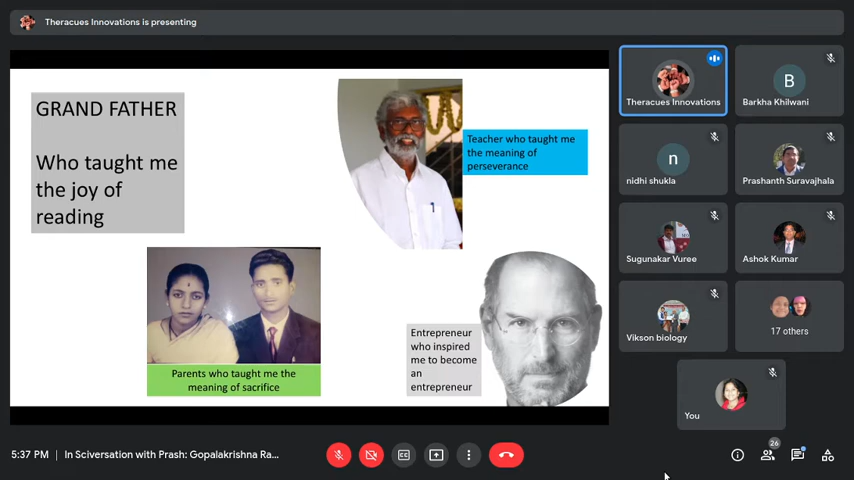 Theracues Innovations is presenting
GRAND FATHER
Who taught me
the joy of
reading
Teacher who taught me
the meaning of
perseverance
Parents who taught me the
meaning of sacrifice
Entrepreneur
who inspired
me to become
an
entrepreneur
Theracues Innovations
B
Barkha Khilwani
n
nidhi shukla
Prashanth Suravajhala
Sugunakar Vuree
Ashok Kumar
Vikson biology
17 others
You
5:37 PM | In Sciversation with Prash: Gopalakrishna Ra...
26